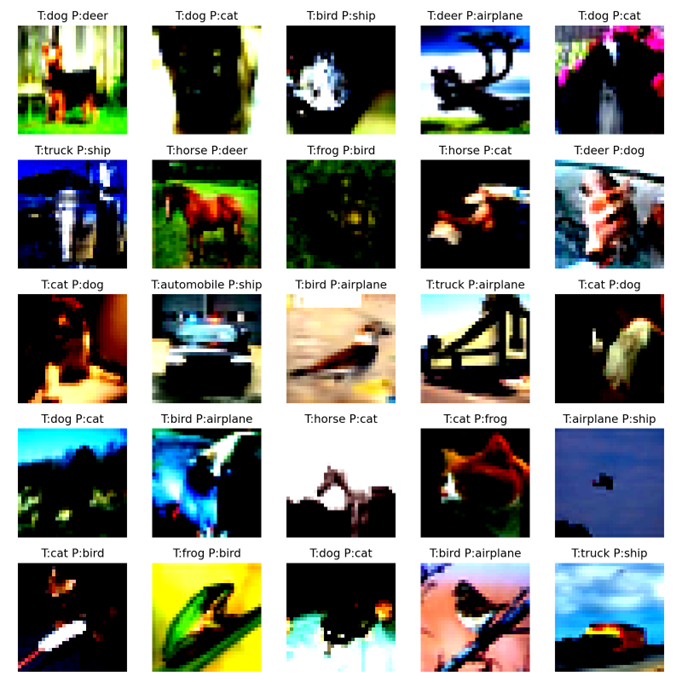 T:dog P:deer T:dog P:cat T:bird P:ship T:deer P:airplane T:dog P:cat
T:truck P:ship T:horse P:deer T:frog P:bird T:horse P:cat T:deer P:dog
T:cat P:dog T:automobile P:ship T:bird P:airplane T:truck P:airplane T:cat P:dog
T:dog P:cat T:bird P:airplane T:horse P:cat T:cat P:frog T:airplane P:ship
T:cat P:bird T:frog P:bird T:dog P:cat T:bird P:airplane T:truck P:ship